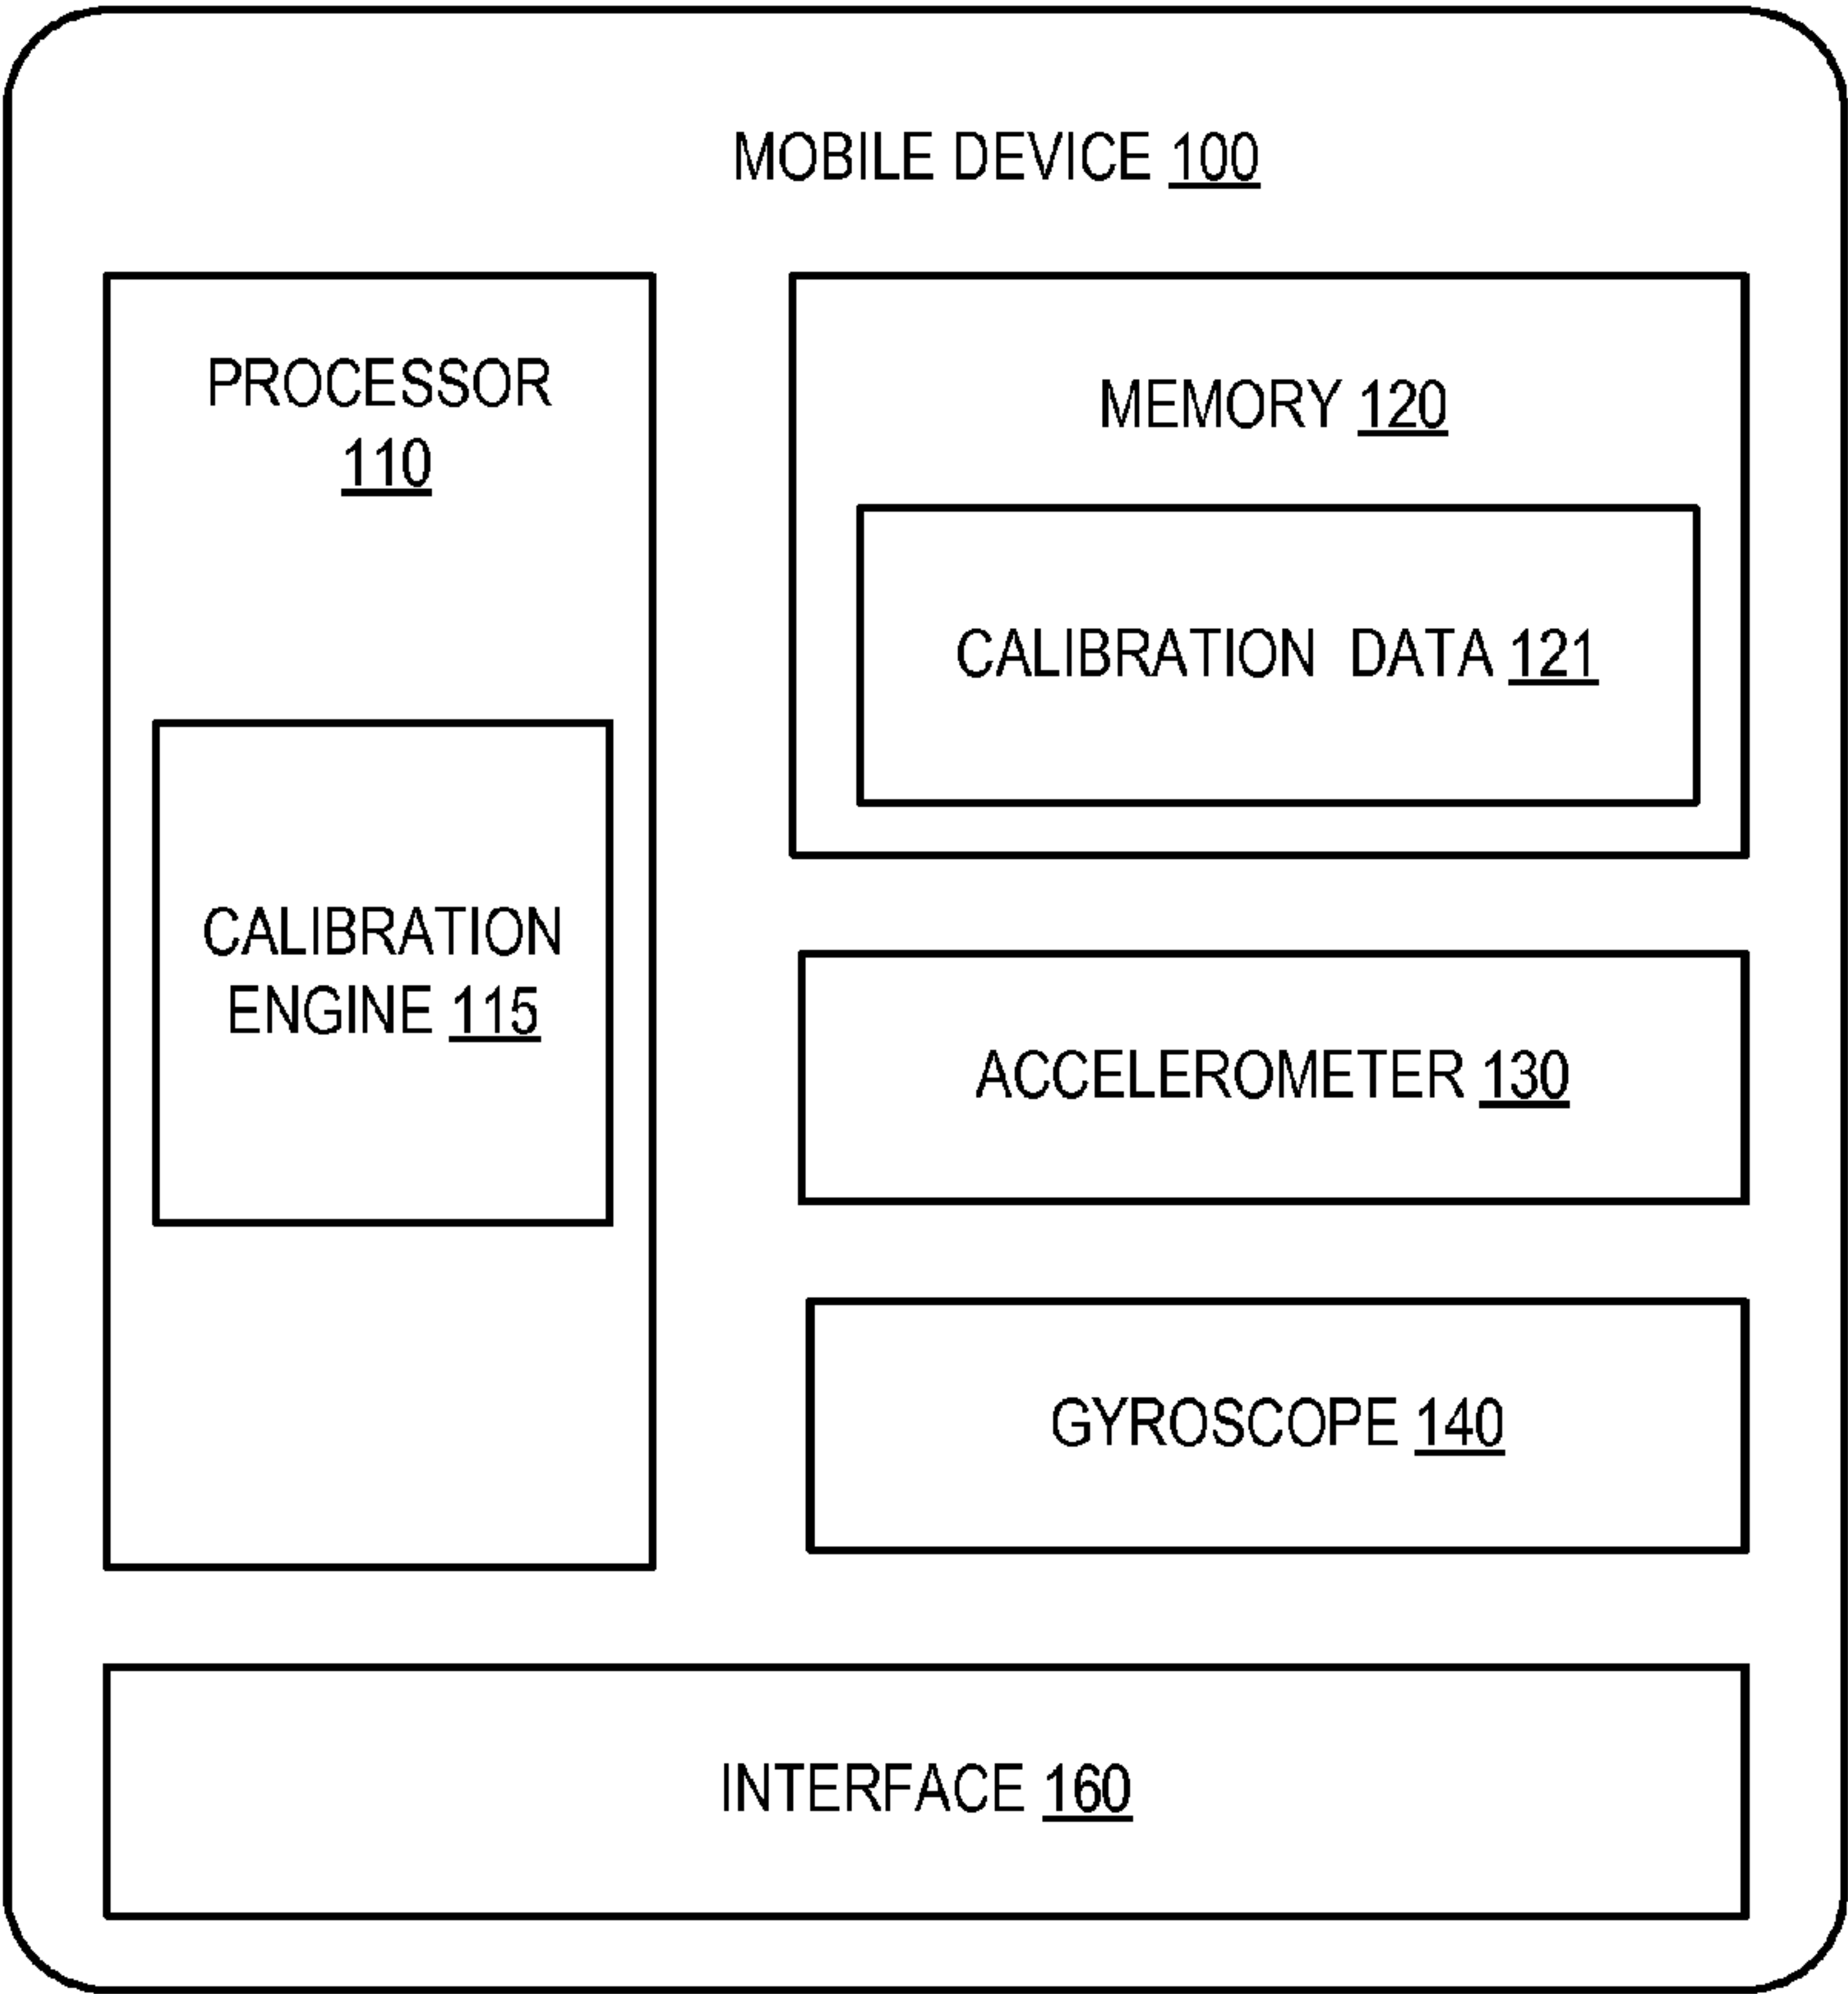 MOBILE DEVICE 100
PROCESSOR
110
CALIBRATION
ENGINE 115
MEMORY 120
CALIBRATION DATA 121
ACCELEROMETER 130
GYROSCOPE 140
INTERFACE 160